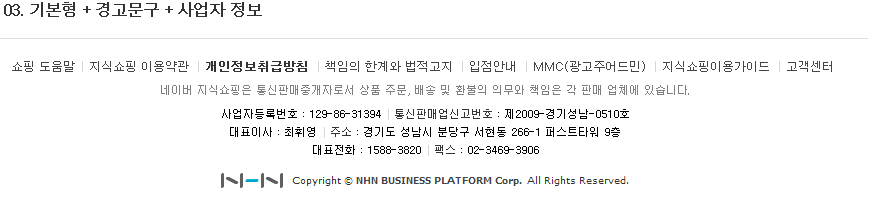 03. 기본형 + 경고문구 + 사업자 정보
쇼핑 도움말 | 지식쇼핑 이용약관 | 개인정보취급방침 | 책임의 한계와 법적고지 | 입점안내 | MMC(광고주어드민) | 지식쇼핑이용가이드 | 고객센터
네이버 지식쇼핑은 통신판매중개자로서 상품 주문, 배송 및 환불의 의무와 책임은 각 판매 업체에 있습니다.
사업자등록번호 : 129-86-31394 | 통신판매업신고번호 : 제2009-경기성남-0510호
대표이사 : 최휘영 | 주소 : 경기도 성남시 분당구 서현동 266-1 퍼스트타워 9층
대표전화 : 1588-3820 | 팩스 : 02-3469-3906
NHN Copyright © NHN BUSINESS PLATFORM Corp. All Rights Reserved.